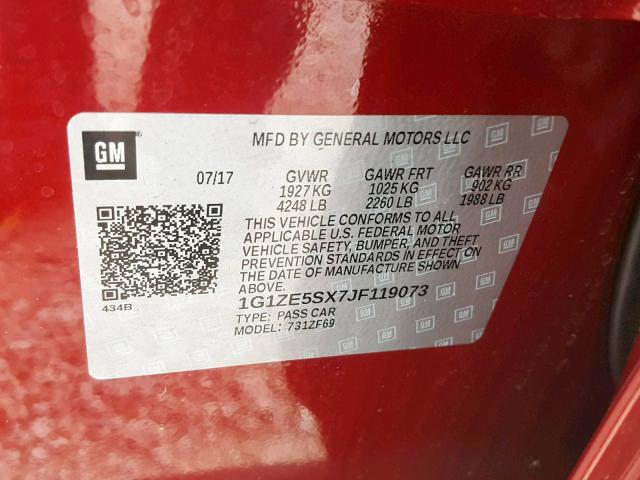 GM
MFD BY GENERAL MOTORS LLC
07/17 GVWR GAWR FRT GAWR RR
1927 KG 1025 KG 902 KG
4248 LB 2260 LB 1988 LB
THIS VEHICLE CONFORMS TO ALL
APPLICABLE U.S. FEDERAL MOTOR
VEHICLE SAFETY, BUMPER, AND THEFT
PREVENTION STANDARDS IN EFFECT ON
THE DATE OF MANUFACTURE SHOWN
ABOVE.
1G1ZE5SX7JF119073
434B
TYPE: PASS CAR
MODEL: 731ZF69